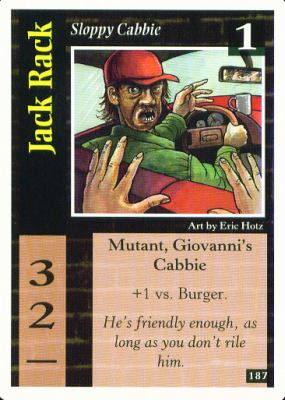 Jack Rack
Sloppy Cabbie
1
Art by Eric Hotz
Mutant, Giovanni's
Cabbie
+1 vs. Burger.
He's friendly enough, as
long as you don't rile
him.
3
2
—
187